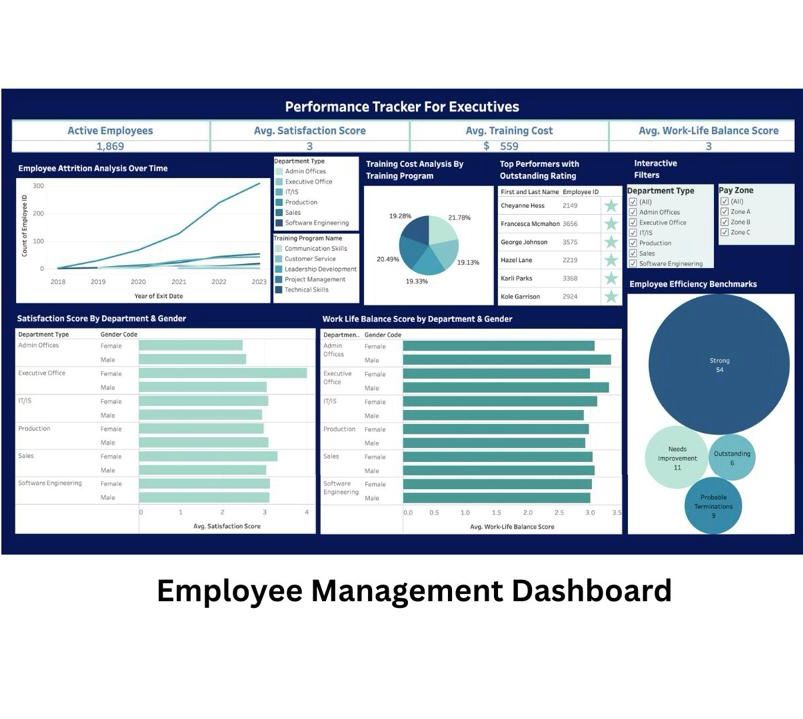 Performance Tracker For Executives
Active Employees
1,869
Avg. Satisfaction Score
3
Avg. Training Cost
$ 559
Avg. Work-Life Balance Score
3
Employee Attrition Analysis Over Time
Count of Employee ID
300
200
100
0
2018 2019 2020 2021 2022 2023
Year of Exit Date
Department Type
Admin Offices
Executive Office
IT/IS
Production
Sales
Software Engineering
Training Program Name
Communication Skills
Customer Service
Leadership Development
Project Management
Technical Skills
Training Cost Analysis By
Training Program
19.28%
21.78%
20.49%
19.13%
19.33%
Top Performers with
Outstanding Rating
First and Last Name Employee ID
Cheyanne Hess 2149
Francesca Mcmahon 3656
George Johnson 3575
Hazel Lane 2219
Karli Parks 3368
Kole Garrison 2924
Interactive
Filters
Department Type
(All)
Admin Offices
Executive Office
IT/IS
Production
Sales
Software Engineering
Pay Zone
(All)
Zone A
Zone B
Zone C
Satisfaction Score By Department & Gender
Department Type Gender Code
Admin Offices Female
Male
Executive Office Female
Male
IT/IS Female
Male
Production Female
Male
Sales Female
Male
Software Engineering Female
Male
0 1 2 3 4
Avg. Satisfaction Score
Work Life Balance Score by Department & Gender
Departmen.. Gender Code
Admin
Offices
Female
Male
Executive
Office
Female
Male
IT/IS Female
Male
Production Female
Male
Sales Female
Male
Software
Engineering
Female
Male
0.0 0.5 1.0 1.5 2.0 2.5 3.0 3.5
Avg. Work-Life Balance Score
Employee Efficiency Benchmarks
Strong
54
Needs
Improvement
11
Outstanding
6
Probable
Terminations
9
Employee Management Dashboard